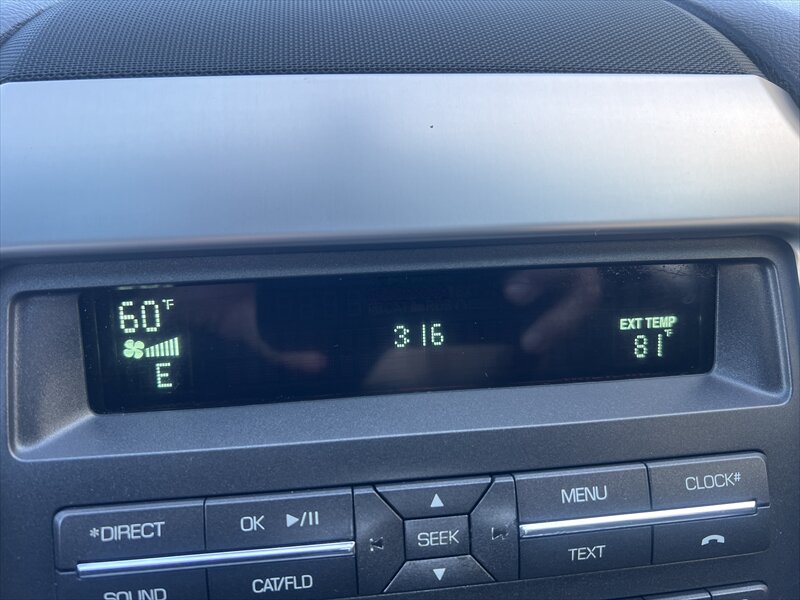 60°F
E
3 16
EXT TEMP
81°F
*DIRECT
OK ▶/II
SEEK
MENU
CLOCK#
SOUND
CAT/FLD
TEXT